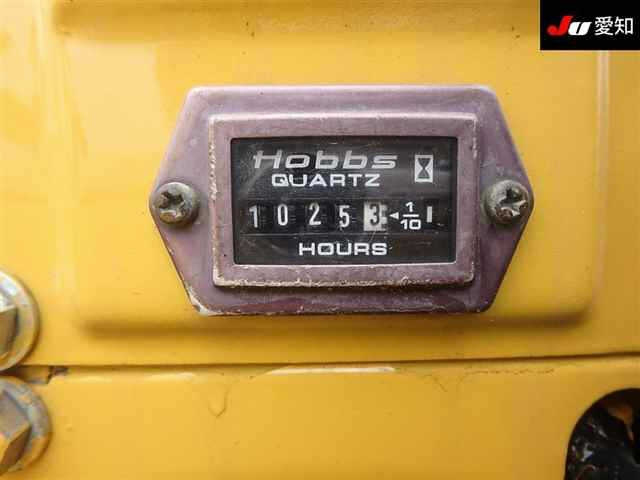 JU 愛知
Hobbs
QUARTZ
10253 ◄ 1/10
HOURS